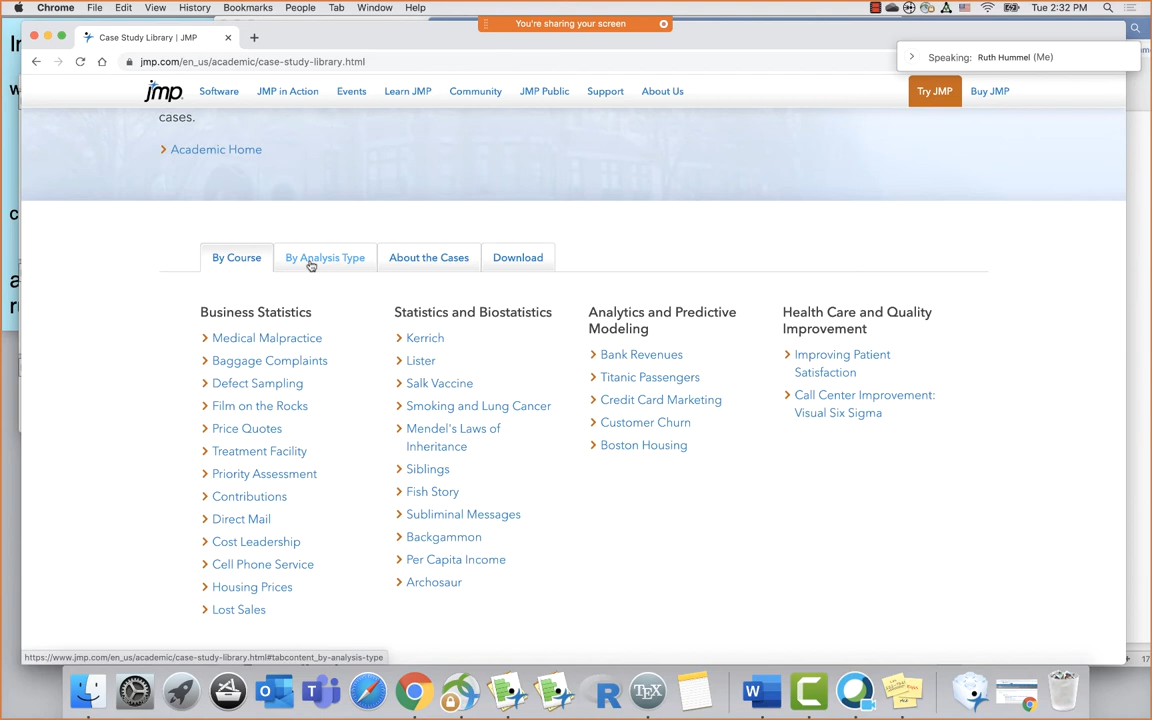 Chrome File Edit View History Bookmarks People Tab Window Help
Tue 2:32 PM
You're sharing your screen
Case Study Library | JMP
jmp.com/en_us/academic/case-study-library.html
Speaking: Ruth Hummel (Me)
jmp Software JMP in Action Events Learn JMP Community JMP Public Support About Us Try JMP Buy JMP
cases.
Academic Home
By Course By Analysis Type About the Cases Download
Business Statistics
Medical Malpractice
Baggage Complaints
Defect Sampling
Film on the Rocks
Price Quotes
Treatment Facility
Priority Assessment
Contributions
Direct Mail
Cost Leadership
Cell Phone Service
Housing Prices
Lost Sales
Statistics and Biostatistics
Kerrich
Lister
Salk Vaccine
Smoking and Lung Cancer
Mendel's Laws of
Inheritance
Siblings
Fish Story
Subliminal Messages
Backgammon
Per Capita Income
Archosaur
Analytics and Predictive
Modeling
Bank Revenues
Titanic Passengers
Credit Card Marketing
Customer Churn
Boston Housing
Health Care and Quality
Improvement
Improving Patient
Satisfaction
Call Center Improvement:
Visual Six Sigma
https://www.jmp.com/en_us/academic/case-study-library.html#tabcontent_by-analysis-type